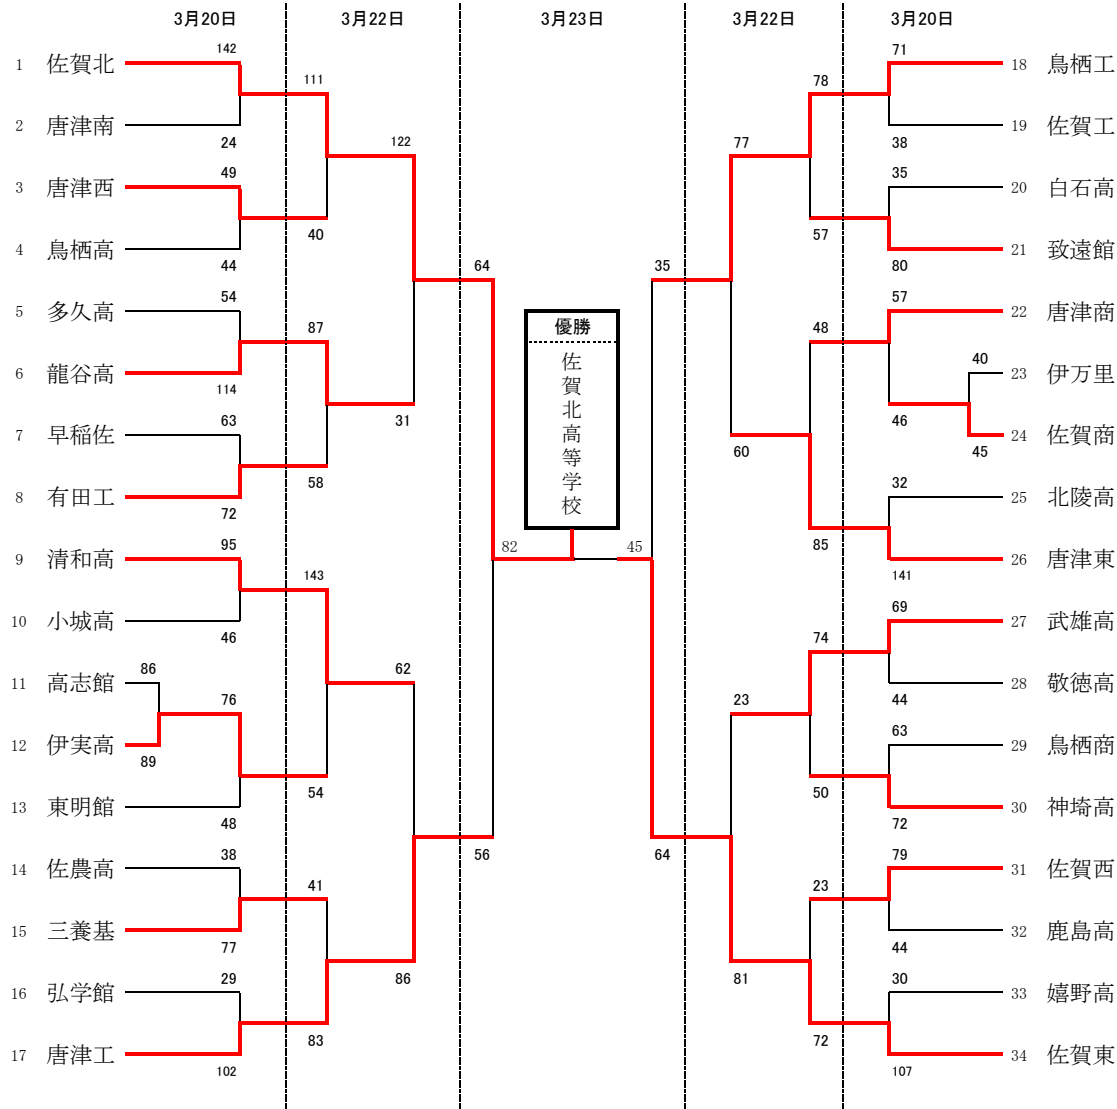 3月20日 3月22日 3月23日 3月22日 3月20日
1 佐賀北 142
2 唐津南 24
111
3 唐津西 49
4 鳥栖高 44
40
122
5 多久高 54
6 龍谷高 114
87
7 早稲佐 63
8 有田工 72
58
31
64
9 清和高 95
10 小城高 46
143
11 高志館 86
12 伊実高 89
76
13 東明館 48
54
62
14 佐農高 38
15 三養基 77
41
16 弘学館 29
17 唐津工 102
83
86
56
優勝
佐賀北高等学校
82 45
71 18 鳥栖工
38 19 佐賀工
78
35 20 白石高
80 21 致遠館
57
77
57 22 唐津商
40 23 伊万里
45 24 佐賀商
46
48
32 25 北陵高
141 26 唐津東
85
60
35
69 27 武雄高
44 28 敬徳高
74
63 29 鳥栖商
72 30 神埼高
50
23
79 31 佐賀西
44 32 鹿島高
23
30 33 嬉野高
107 34 佐賀東
72
81
64